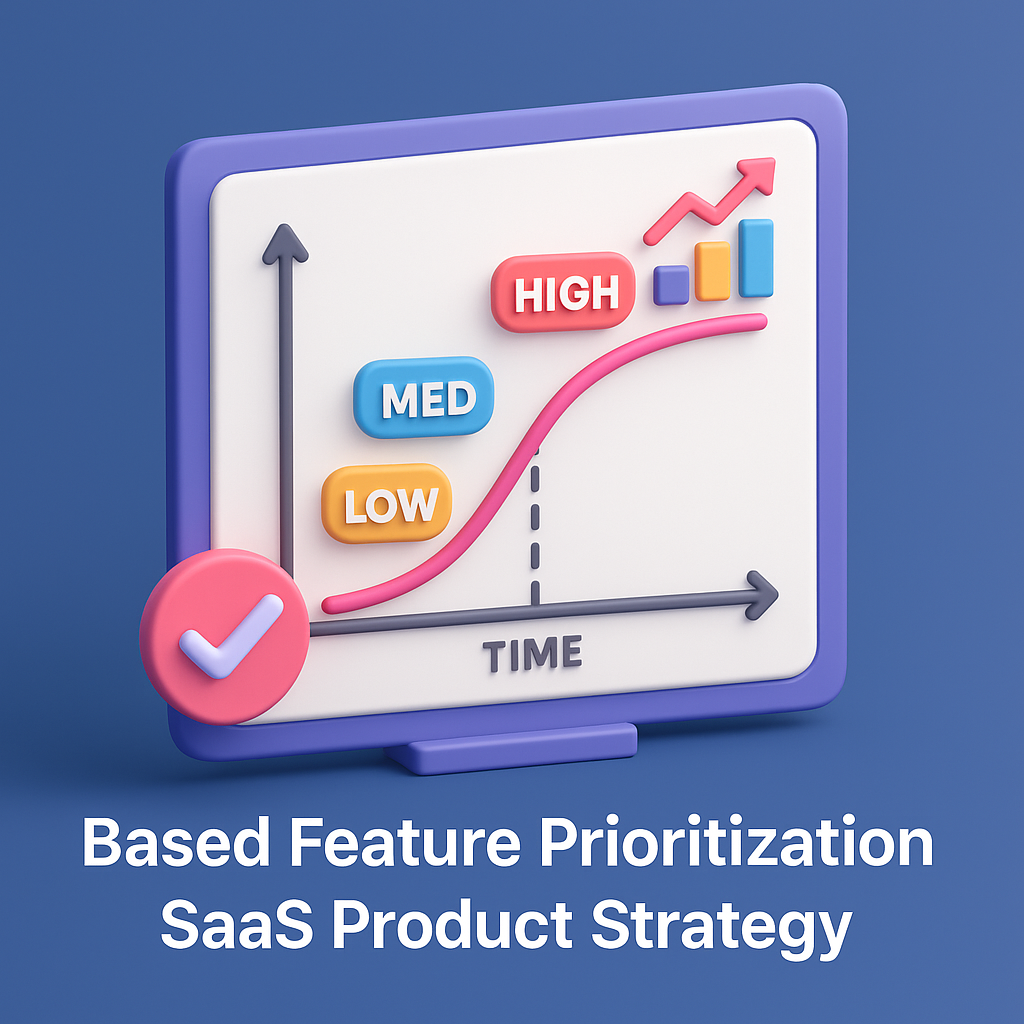 HIGH
MED
LOW
TIME
Based Feature Prioritization
SaaS Product Strategy